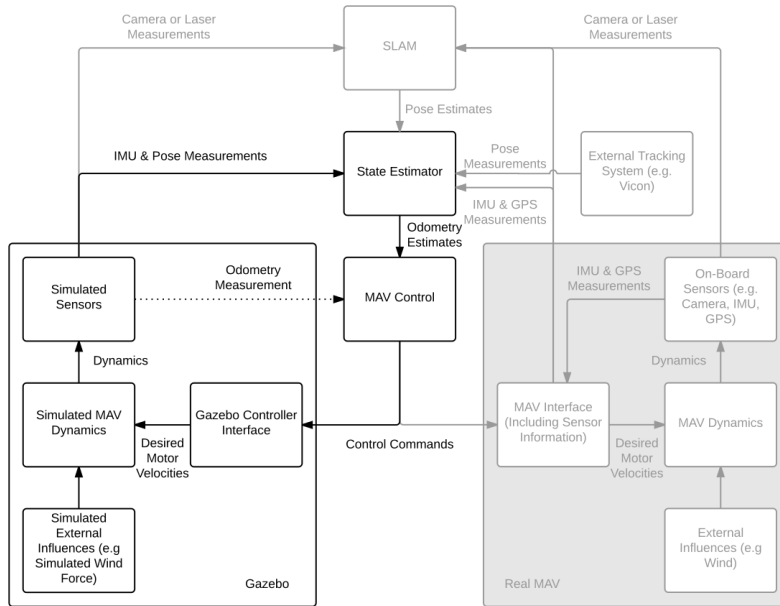 Camera or Laser
Measurements
SLAM
Camera or Laser
Measurements
Pose Estimates
IMU & Pose Measurements
State Estimator
Pose
Measurements
External Tracking
System (e.g.
Vicon)
IMU & GPS
Measurements
Odometry
Estimates
Simulated
Sensors
Odometry
Measurement
MAV Control
IMU & GPS
Measurements
On-Board
Sensors (e.g.
Camera, IMU,
GPS)
Dynamics
Dynamics
Simulated MAV
Dynamics
Gazebo Controller
Interface
MAV Interface
(Including Sensor
Information)
MAV Dynamics
Desired
Motor
Velocities
Control Commands
Desired
Motor
Velocities
Simulated
External
Influences (e.g
Simulated Wind
Force)
Gazebo
External
Influences (e.g
Wind)
Real MAV